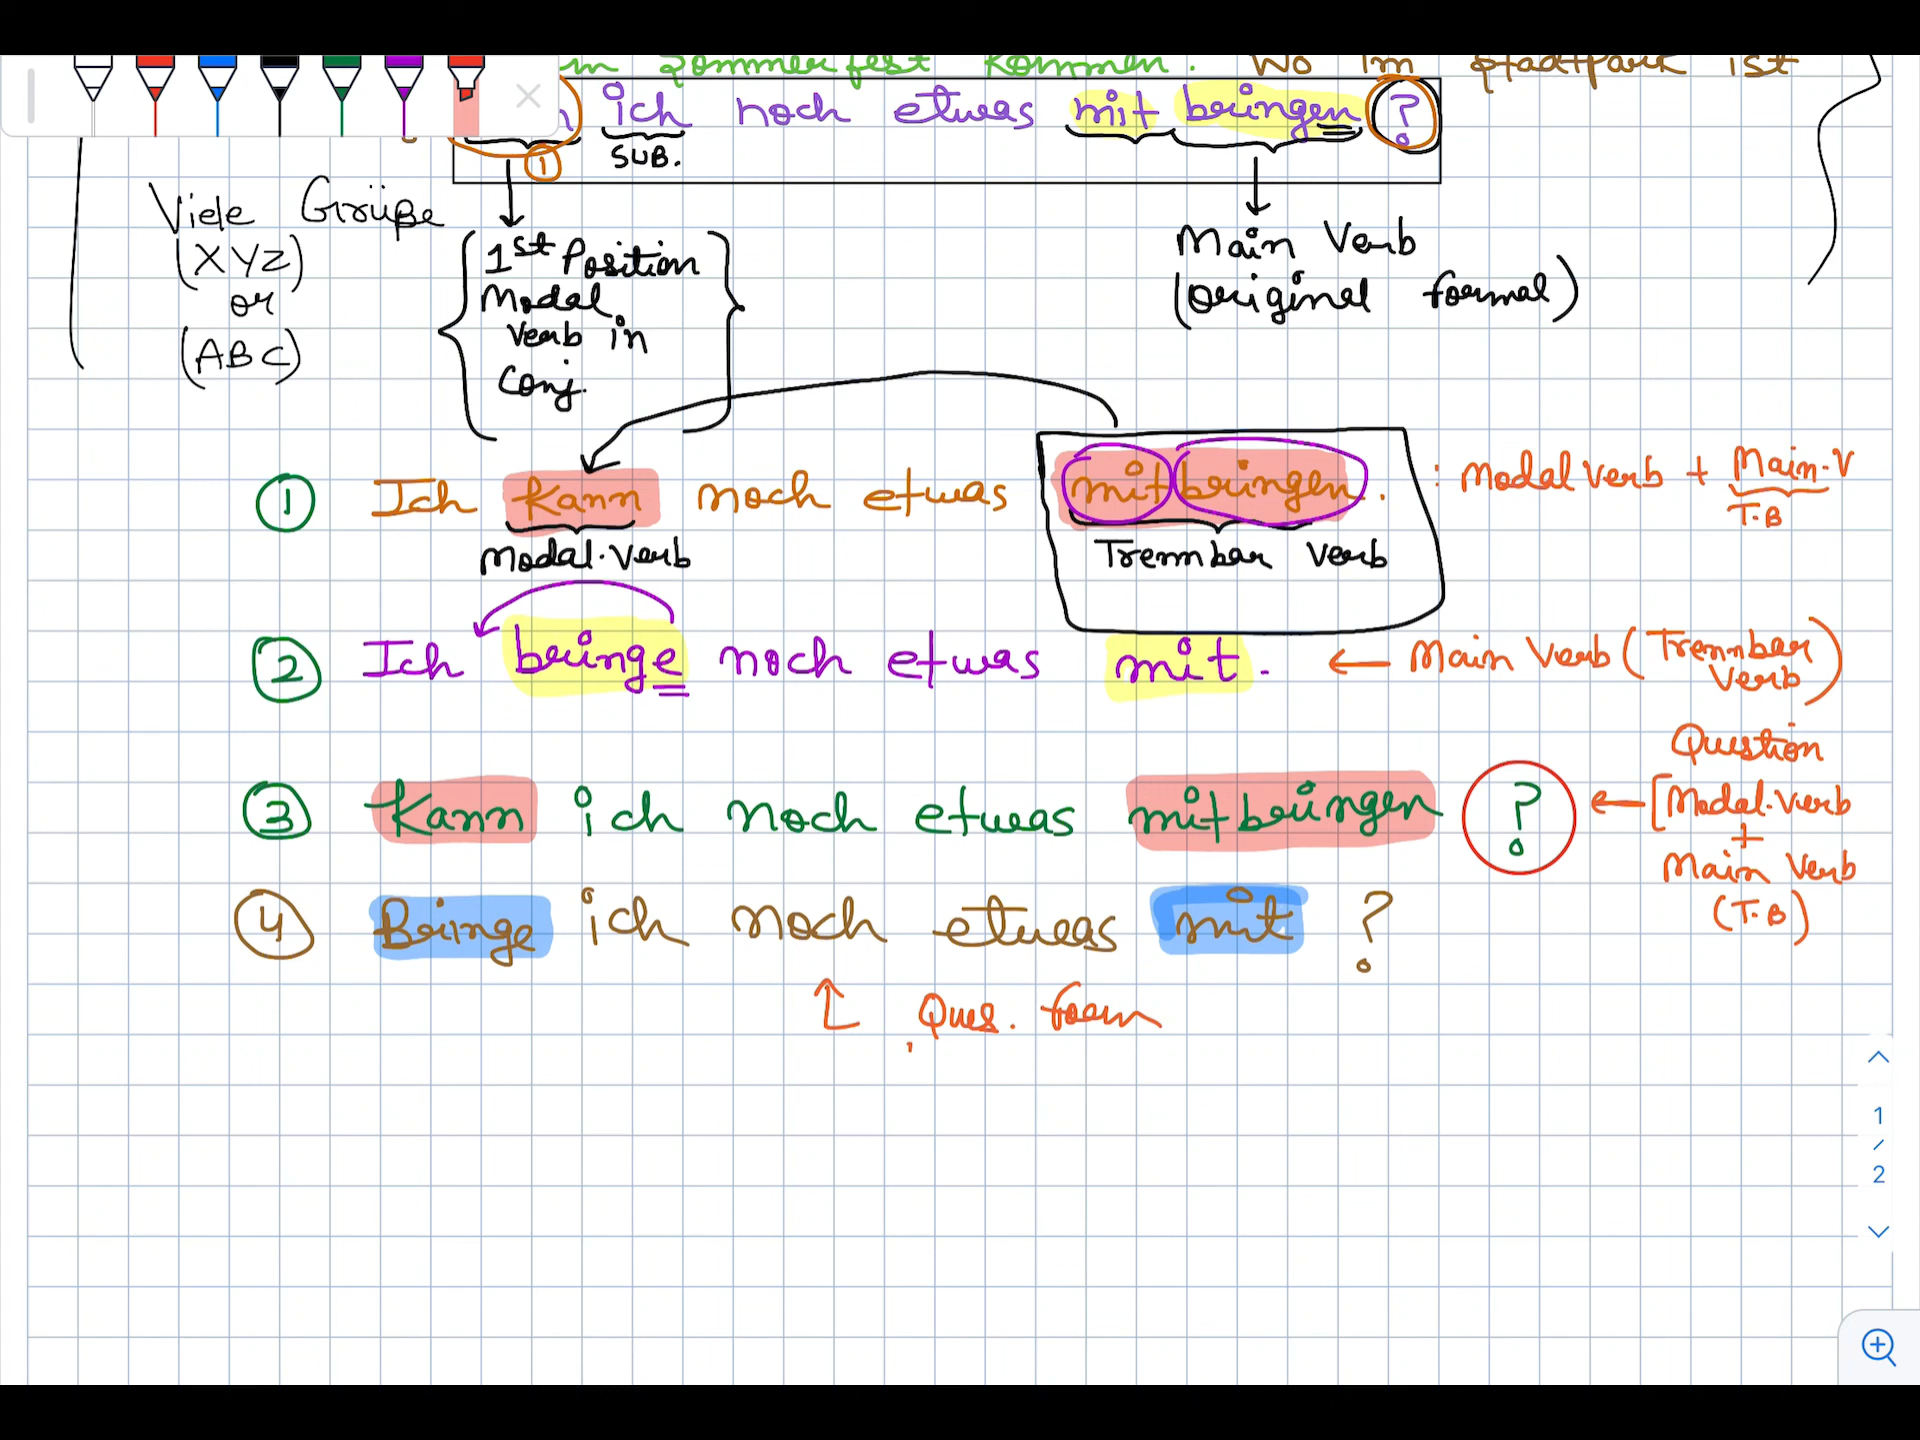 Sommerfest kommen. Wo im Stadtpark ist
ich noch etwas mit bringen ?
1 SUB.
Viele Grüße
(XYZ)
or
(ABC)
1st Position
Modal
Verb in
Conj.
Main Verb
(original formal)
1 Ich kann noch etwas mitbringen. : Modal Verb + Main.V
T.B
Modal.Verb Trennbar Verb
2 Ich bringe noch etwas mit. ← Main Verb (Trennbar
Verb)
Question
3 Kann ich noch etwas mitbringen ? ← [Modal.Verb
+
Main Verb
(T.B)
4 Bringe ich noch etwas mit ?
Ques. form
1
/
2